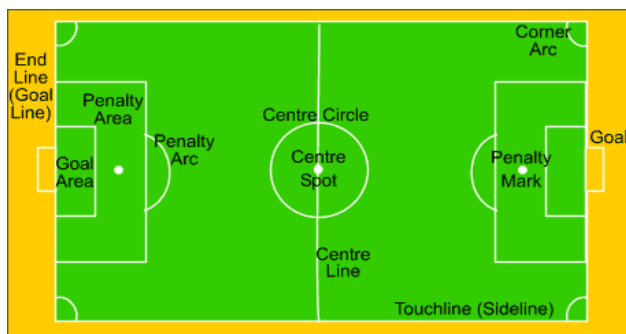 End
Line
(Goal
Line)
Penalty
Area
Goal
Area
Penalty
Arc
Centre Circle
Centre
Spot
Centre
Line
Corner
Arc
Penalty
Mark
Goal
Touchline (Sideline)